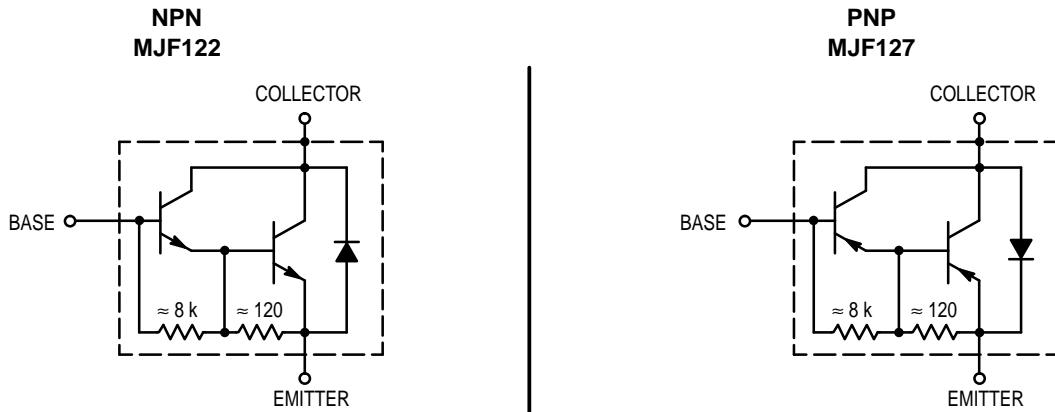 NPN
MJF122
COLLECTOR
BASE
≈ 8 k
≈ 120
EMITTER
PNP
MJF127
COLLECTOR
BASE
≈ 8 k
≈ 120
EMITTER